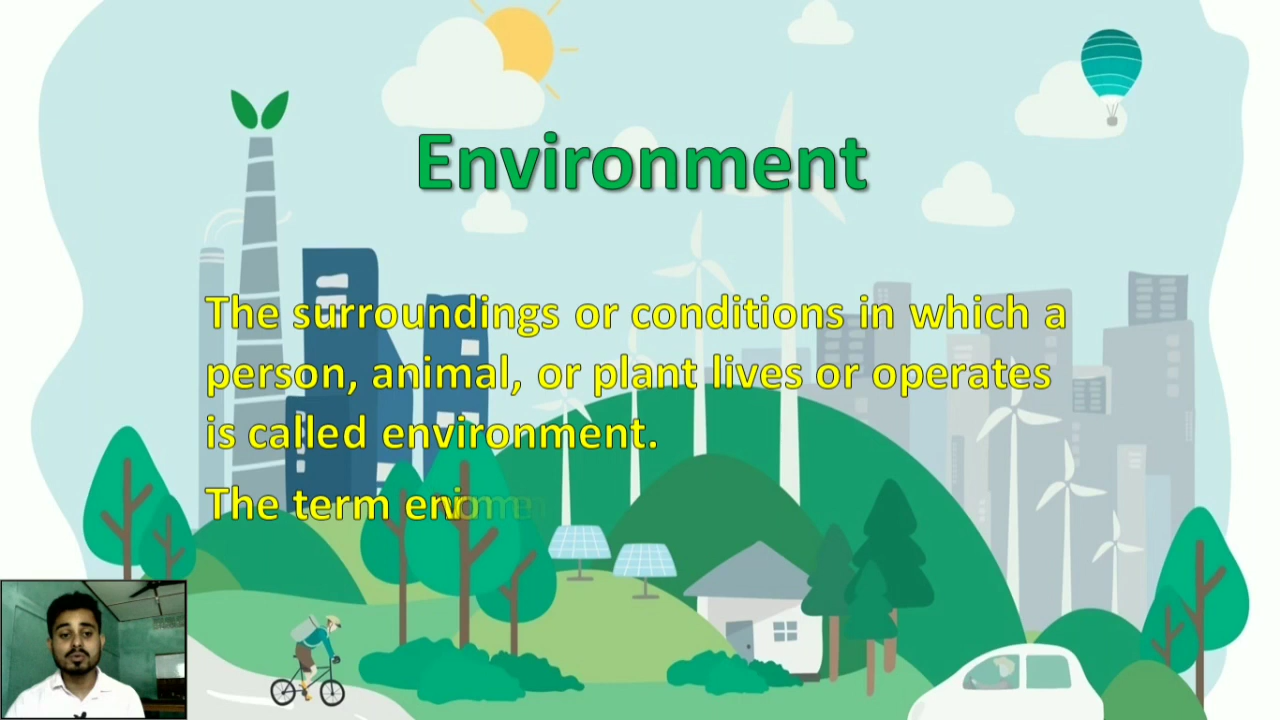 Environment
The surroundings or conditions in which a
person, animal, or plant lives or operates
is called environment.
The term